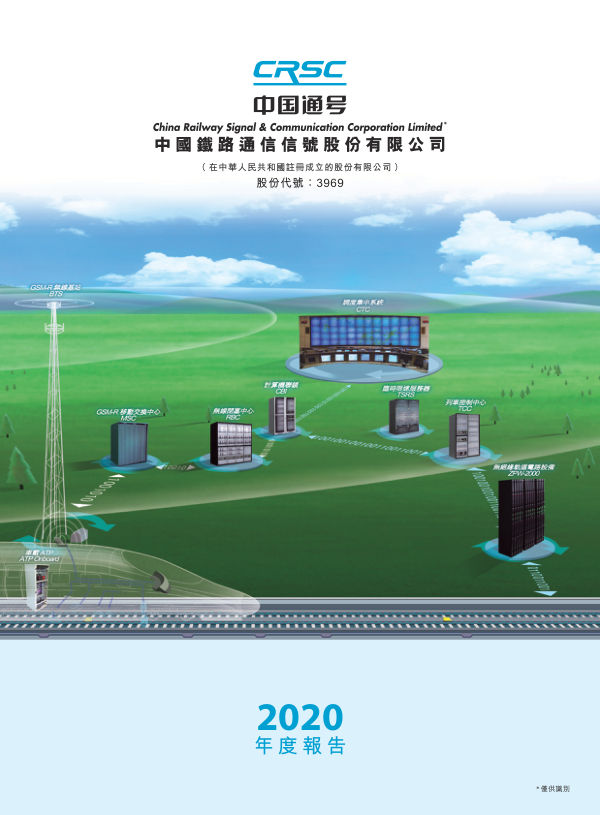 CRSC
中国通号
China Railway Signal & Communication Corporation Limited*
中國鐵路通信信號股份有限公司
（在中華人民共和國註冊成立的股份有限公司）
股份代號：3969
GSM-R 無線基站
BTS
調度集中系統
CTC
計算機聯鎖
CBI
臨時限速服務器
TSRS
列車控制中心
TCC
GSM-R 移動交換中心
MSC
無線閉塞中心
RBC
無絕緣軌道電路設備
ZPW-2000
車載 ATP
ATP Onboard
2020
年度報告
* 僅供識別